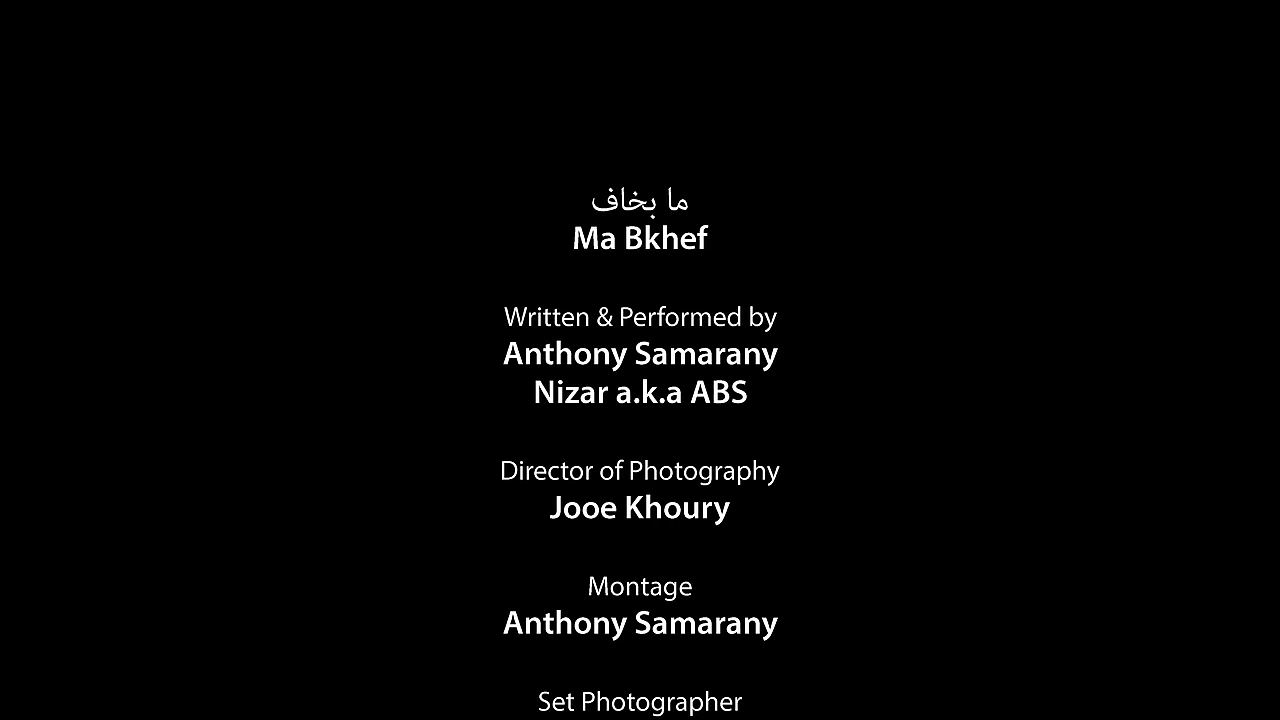 ما بخاف
Ma Bkhef
Written & Performed by
Anthony Samarany
Nizar a.k.a ABS
Director of Photography
Jooe Khoury
Montage
Anthony Samarany
Set Photographer